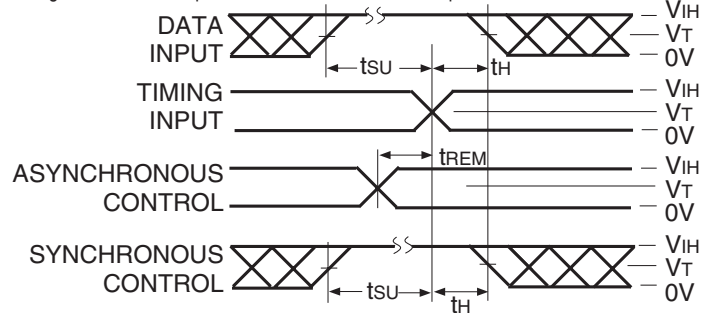 DATA INPUT
VIH
VT
0V
tSU
tH
TIMING INPUT
VIH
VT
0V
tREM
ASYNCHRONOUS CONTROL
VIH
VT
0V
SYNCHRONOUS CONTROL
VIH
VT
0V
tSU
tH